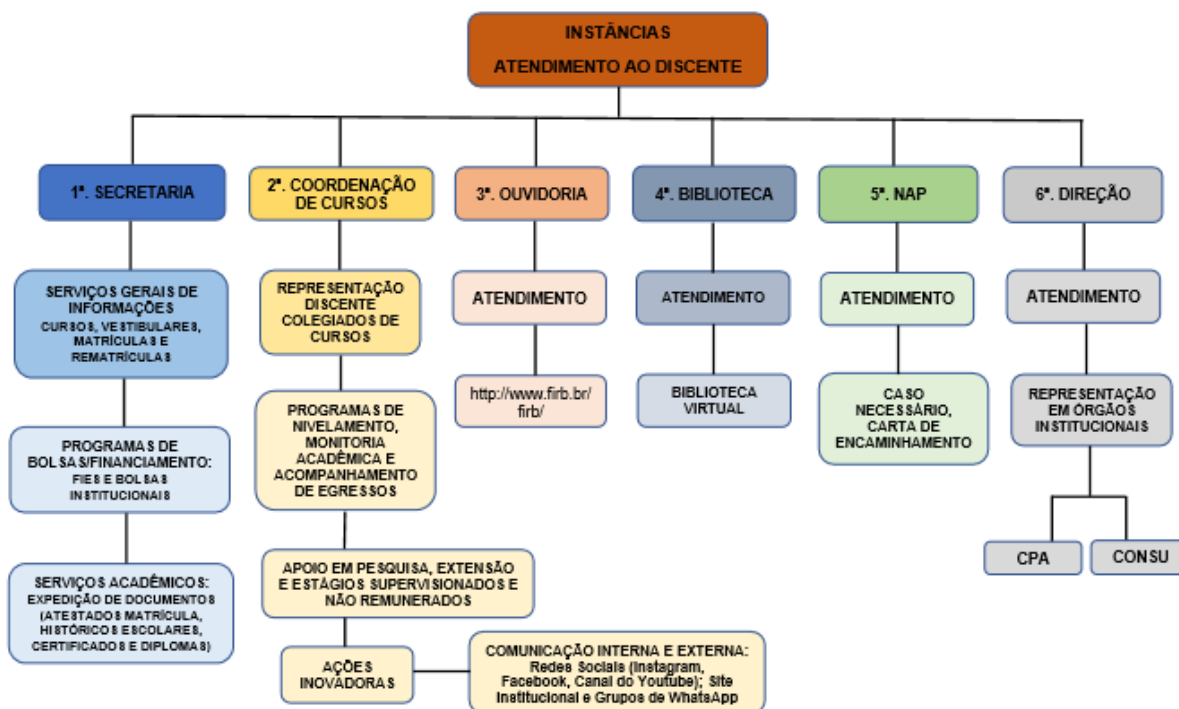 INSTÂNCIAS
ATENDIMENTO AO DISCENTE
1ª. SECRETARIA
SERVIÇOS GERAIS DE
INFORMAÇÕES
CURSOS, VESTIBULARES,
MATRÍCULAS E
REMATRÍCULAS
PROGRAMAS DE
BOLSAS/FINANCIAMENTO:
FIES E BOLSAS
INSTITUCIONAIS
SERVIÇOS ACADÊMICOS:
EXPEDIÇÃO DE DOCUMENTOS
(ATESTADOS MATRÍCULA,
HISTÓRICOS ESCOLARES,
CERTIFICADOS E DIPLOMAS)
2ª. COORDENAÇÃO
DE CURSOS
REPRESENTAÇÃO
DISCENTE
COLEGIADOS DE
CURSOS
PROGRAMAS DE
NIVELAMENTO,
MONITORIA
ACADÊMICA E
ACOMPANHAMENTO
DE EGRESSOS
APOIO EM PESQUISA, EXTENSÃO
E ESTÁGIOS SUPERVISIONADOS E
NÃO REMUNERADOS
AÇÕES
INOVADORAS
COMUNICAÇÃO INTERNA E EXTERNA:
Redes Sociais (Instagram,
Facebook, Canal do Youtube); Site
Institucional e Grupos de WhatsApp
3ª. OUVIDORIA
ATENDIMENTO
http://www.firb.br/
firb/
4ª. BIBLIOTECA
ATENDIMENTO
BIBLIOTECA
VIRTUAL
5ª. NAP
ATENDIMENTO
CASO
NECESSÁRIO,
CARTA DE
ENCAMINHAMENTO
6ª. DIREÇÃO
ATENDIMENTO
REPRESENTAÇÃO
EM ÓRGÃOS
INSTITUCIONAIS
CPA
CONSU